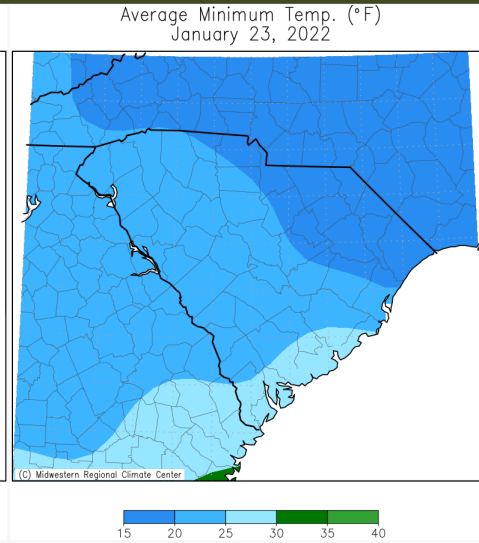 Average Minimum Temp. (°F)
January 23, 2022
(C) Midwestern Regional Climate Center
15 20 25 30 35 40